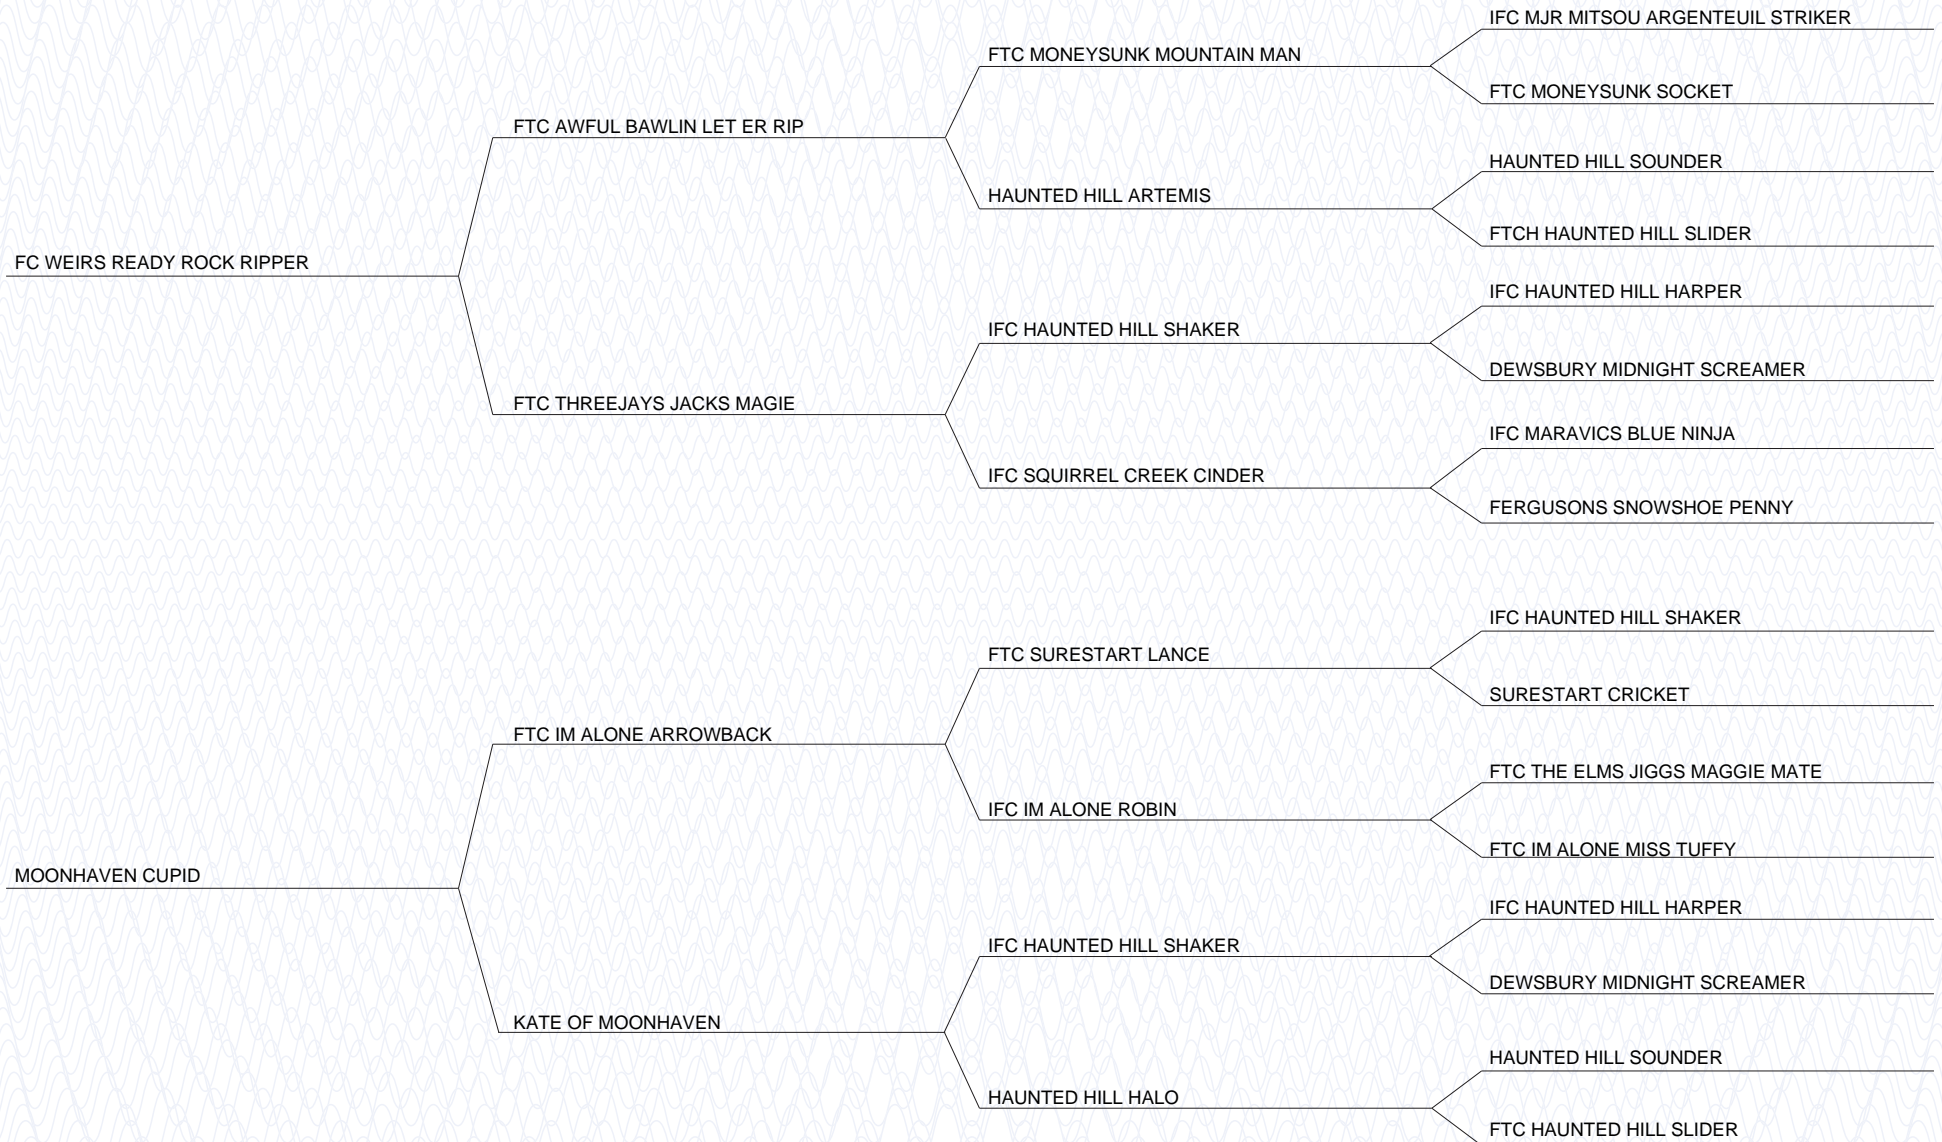 IFC MJR MITSOU ARGENTEUIL STRIKER
FTC MONEYSUNK MOUNTAIN MAN
FTC MONEYSUNK SOCKET
FTC AWFUL BAWLIN LET ER RIP
HAUNTED HILL SOUNDER
HAUNTED HILL ARTEMIS
FTCH HAUNTED HILL SLIDER
FC WEIRS READY ROCK RIPPER
IFC HAUNTED HILL HARPER
IFC HAUNTED HILL SHAKER
DEWSBURY MIDNIGHT SCREAMER
FTC THREEJAYS JACKS MAGIE
IFC MARAVICS BLUE NINJA
IFC SQUIRREL CREEK CINDER
FERGUSONS SNOWSHOE PENNY
IFC HAUNTED HILL SHAKER
FTC SURESTART LANCE
SURESTART CRICKET
FTC IM ALONE ARROWBACK
FTC THE ELMS JIGGS MAGGIE MATE
IFC IM ALONE ROBIN
FTC IM ALONE MISS TUFFY
MOONHAVEN CUPID
IFC HAUNTED HILL HARPER
IFC HAUNTED HILL SHAKER
DEWSBURY MIDNIGHT SCREAMER
KATE OF MOONHAVEN
HAUNTED HILL SOUNDER
HAUNTED HILL HALO
FTC HAUNTED HILL SLIDER